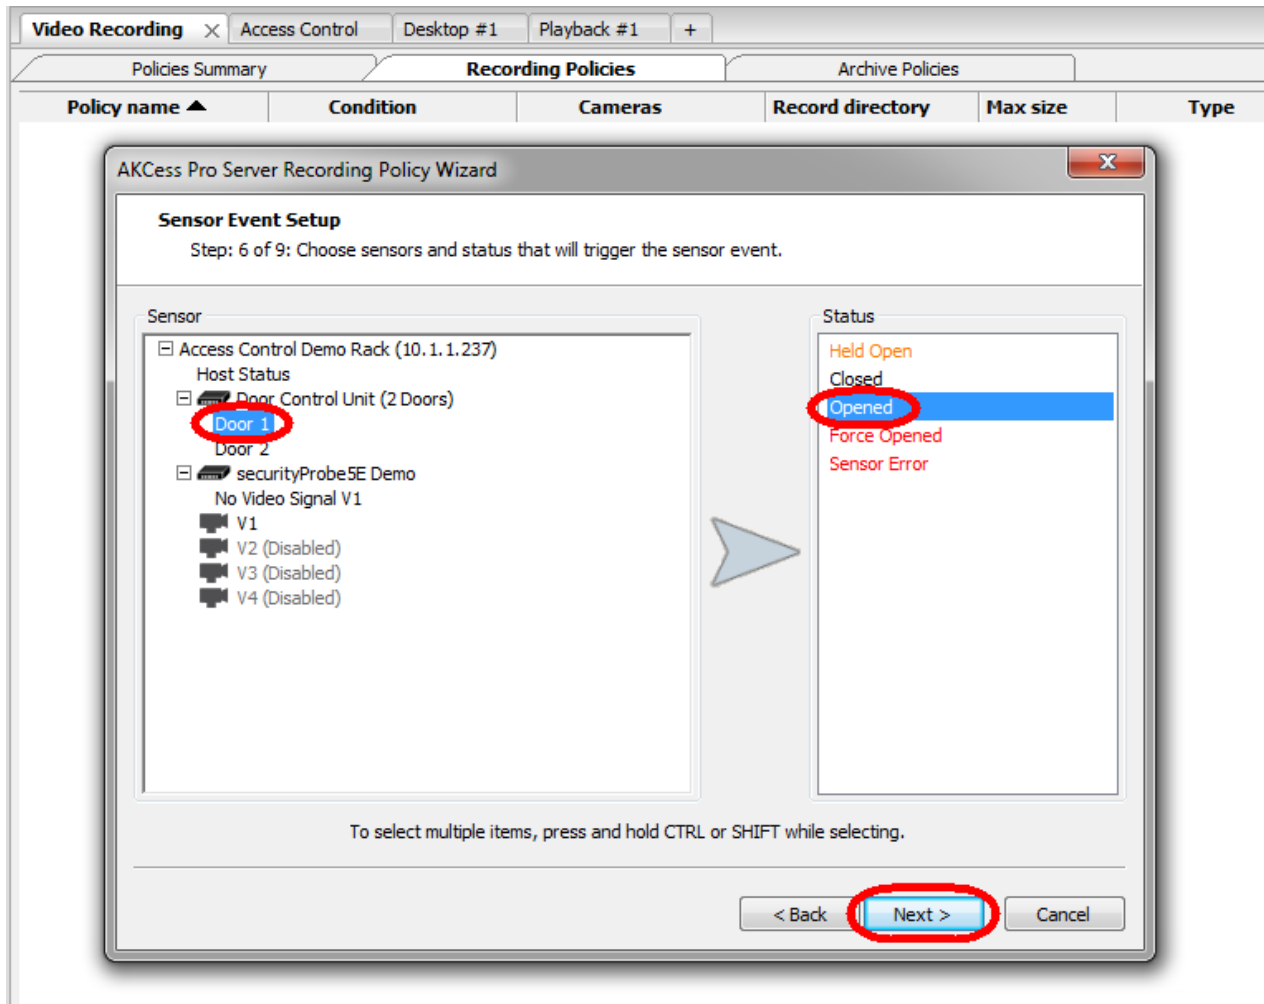 Video Recording Access Control Desktop #1 Playback #1 +
Policies Summary Recording Policies Archive Policies
Policy name Condition Cameras Record directory Max size Type
AKCess Pro Server Recording Policy Wizard
Sensor Event Setup
Step: 6 of 9: Choose sensors and status that will trigger the sensor event.
Sensor
Access Control Demo Rack (10.1.1.237)
Host Status
Door Control Unit (2 Doors)
Door 1
Door 2
securityProbe5E Demo
No Video Signal V1
V1
V2 (Disabled)
V3 (Disabled)
V4 (Disabled)
Status
Held Open
Closed
Opened
Force Opened
Sensor Error
To select multiple items, press and hold CTRL or SHIFT while selecting.
< Back Next > Cancel